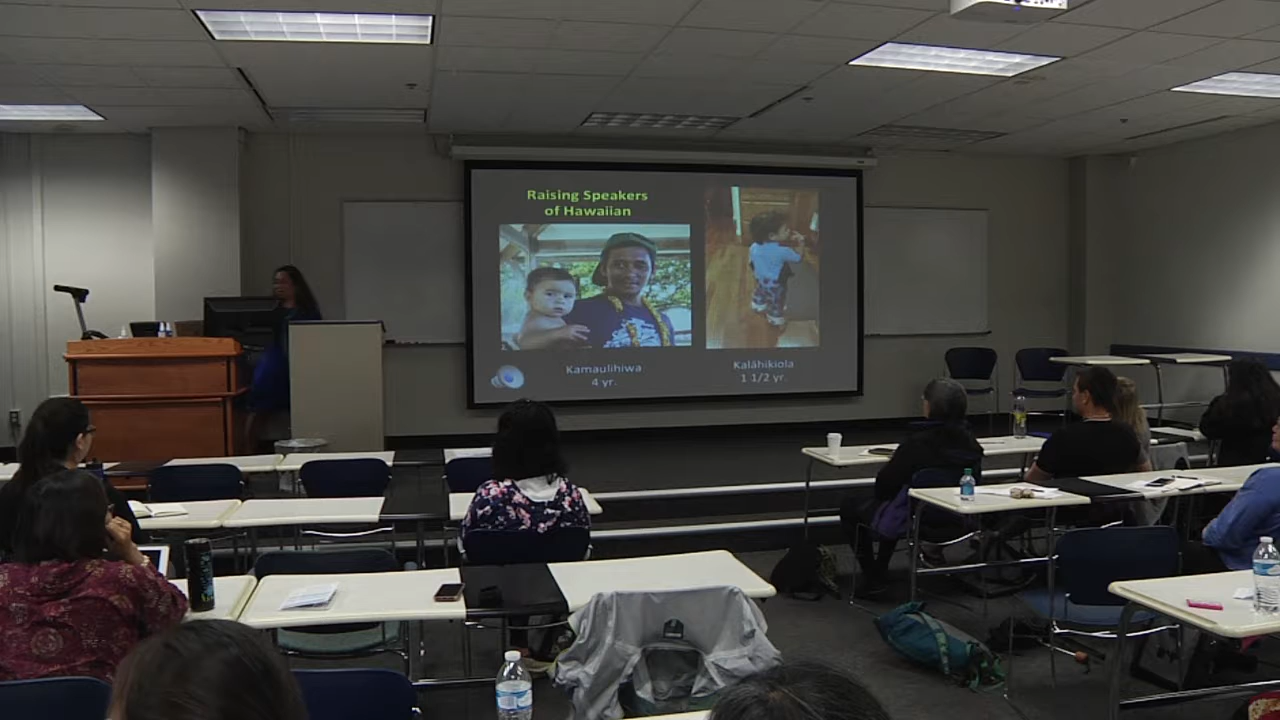 Raising Speakers
of Hawaiian
Kamaulihiwa
4 yr.
Kalāhikiola
1 1/2 yr.